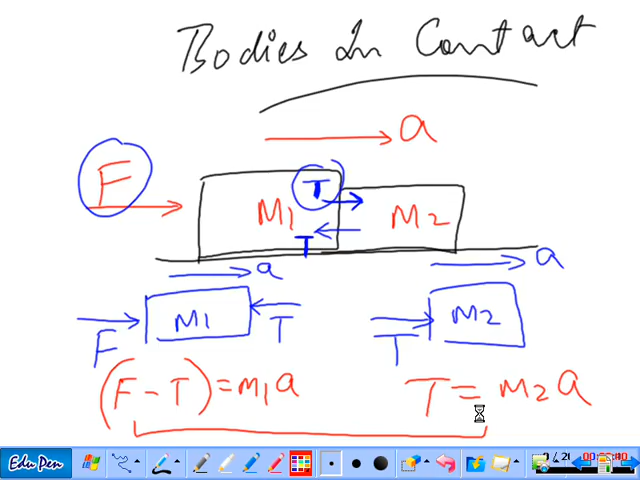 Bodies In Contact
a
F
T
M1
M2
T
a
a
M1
M2
F
T
T
(F - T) = m1a
T = m2a
Edu Pen